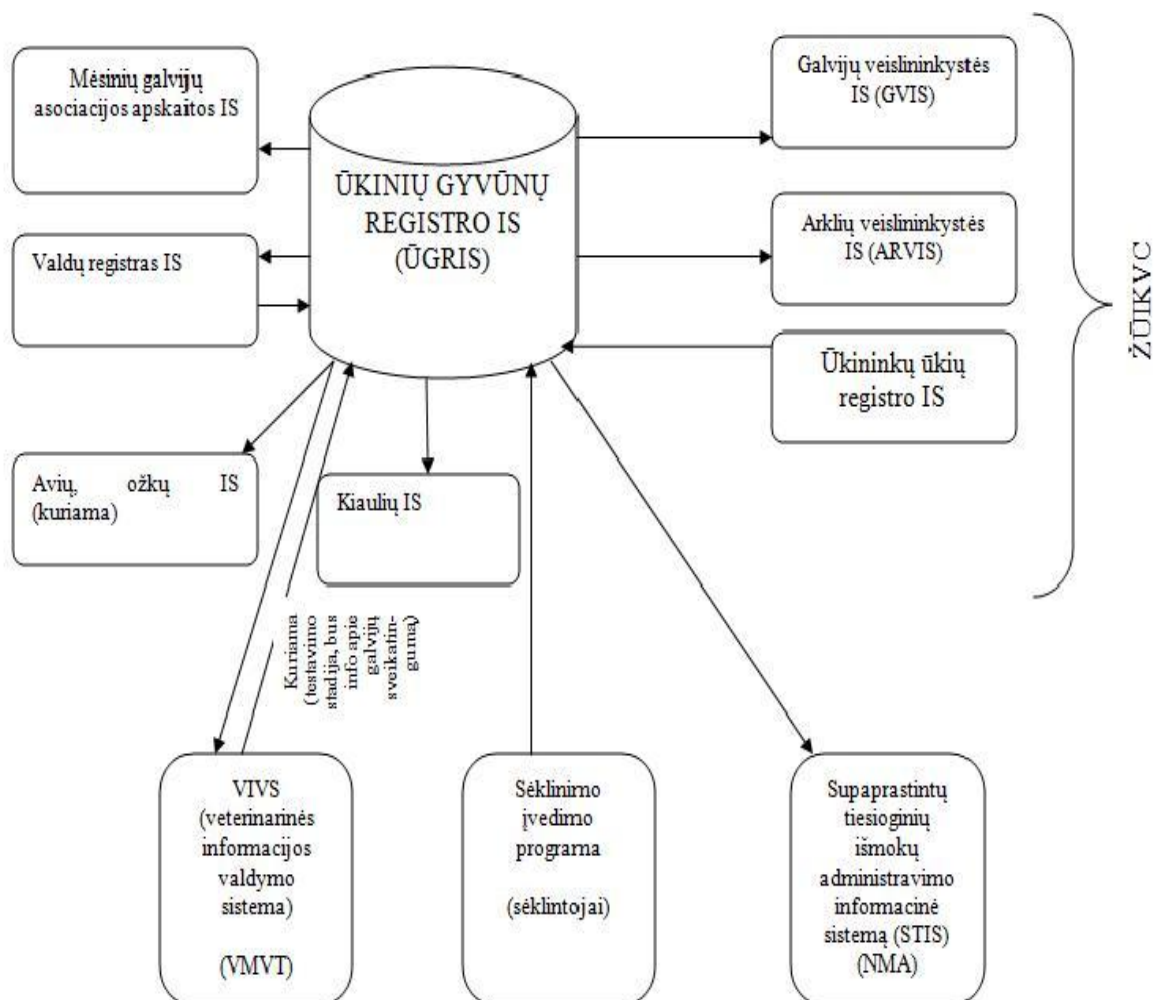 Mėsinių galvijų
asociacijos apskaitos IS
Galvijų veislininkystės
IS (GVIS)
ŪKINIŲ GYVŪNŲ
REGISTRO IS
(ŪGRIS)
Valdų registras IS
Arklių veislininkystės
IS (ARVIS)
ŽŪIKVC
Ūkininkų ūkių
registro IS
Avių, ožkų IS
(kuriama)
Kiaulių IS
Kuriama
(testavimo
stadija, bus
info apie
galvijų
sveikatin-
gumą)
VIVS
(veterinarinės
informacijos
valdymo
sistema)
(VMVT)
Sėklinimo
įvedimo
programa
(sėklintojai)
Supaprastintų
tiesioginių
išmokų
administravimo
informacinė
sistemą (STIS)
(NMA)